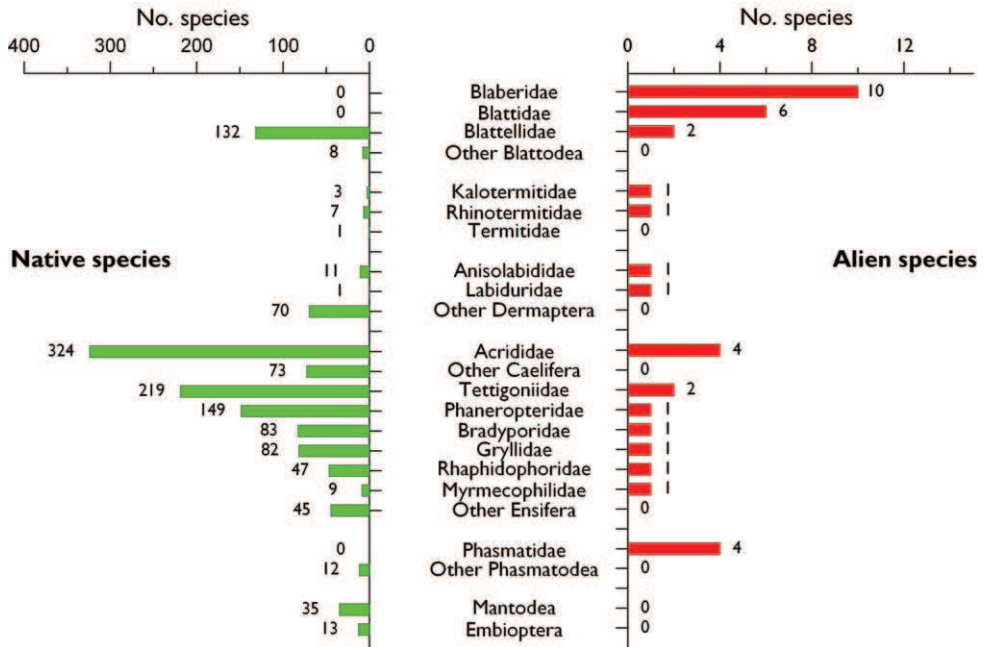 No. species No. species
400 300 200 100 0 0 4 8 12
0 Blaberidae 10
0 Blattidae 6
132 Blattellidae 2
8 Other Blattodea 0
3 Kalotermitidae 1
7 Rhinotermitidae 1
1 Termitidae 0
Native species Alien species
11 Anisolabididae 1
1 Labiduridae 1
70 Other Dermaptera 0
324 Acrididae 4
73 Other Caelifera 0
219 Tettigoniidae 2
149 Phaneropteridae 1
83 Bradyporidae 1
82 Gryllidae 1
47 Rhaphidophoridae 1
9 Myrmecophilidae 1
45 Other Ensifera 0
0 Phasmatidae 4
12 Other Phasmatodea 0
35 Mantodea 0
13 Embioptera 0